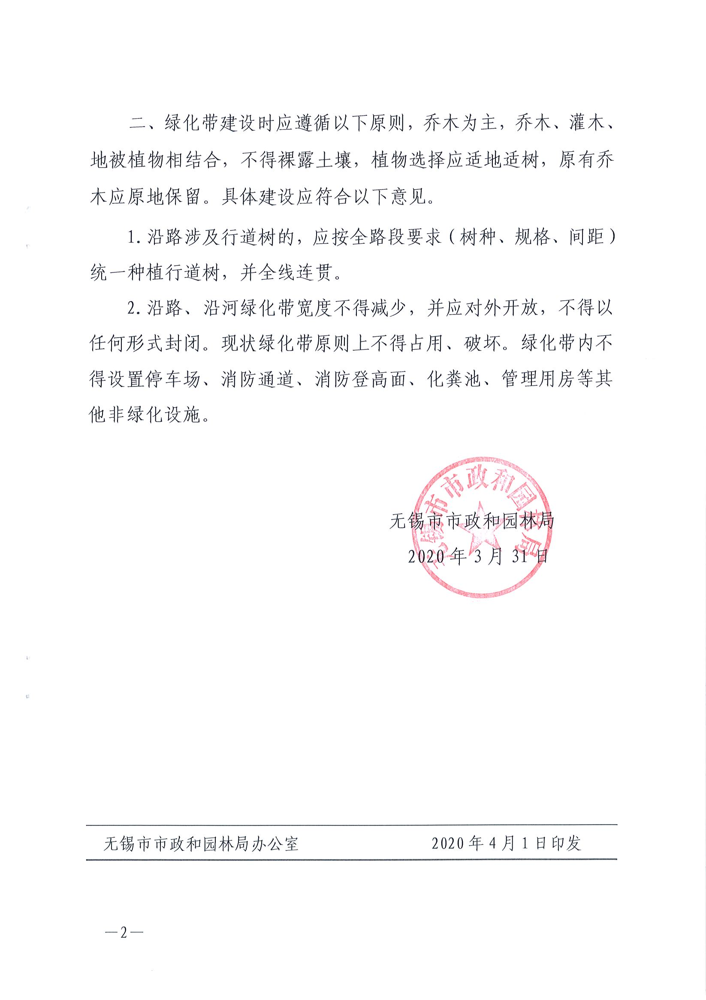 二、绿化带建设时应遵循以下原则，乔木为主，乔木、灌木、
地被植物相结合，不得裸露土壤，植物选择应适地适树，原有乔
木应原地保留。具体建设应符合以下意见。
1.沿路涉及行道树的，应按全路段要求（树种、规格、间距）
统一种植行道树，并全线连贯。
2.沿路、沿河绿化带宽度不得减少，并应对外开放，不得以
任何形式封闭。现状绿化带原则上不得占用、破坏。绿化带内不
得设置停车场、消防通道、消防登高面、化粪池、管理用房等其
他非绿化设施。
无锡市市政和园林局
无锡市市政和园林局
2020年3月31日
无锡市市政和园林局办公室 2020年4月1日印发
—2—